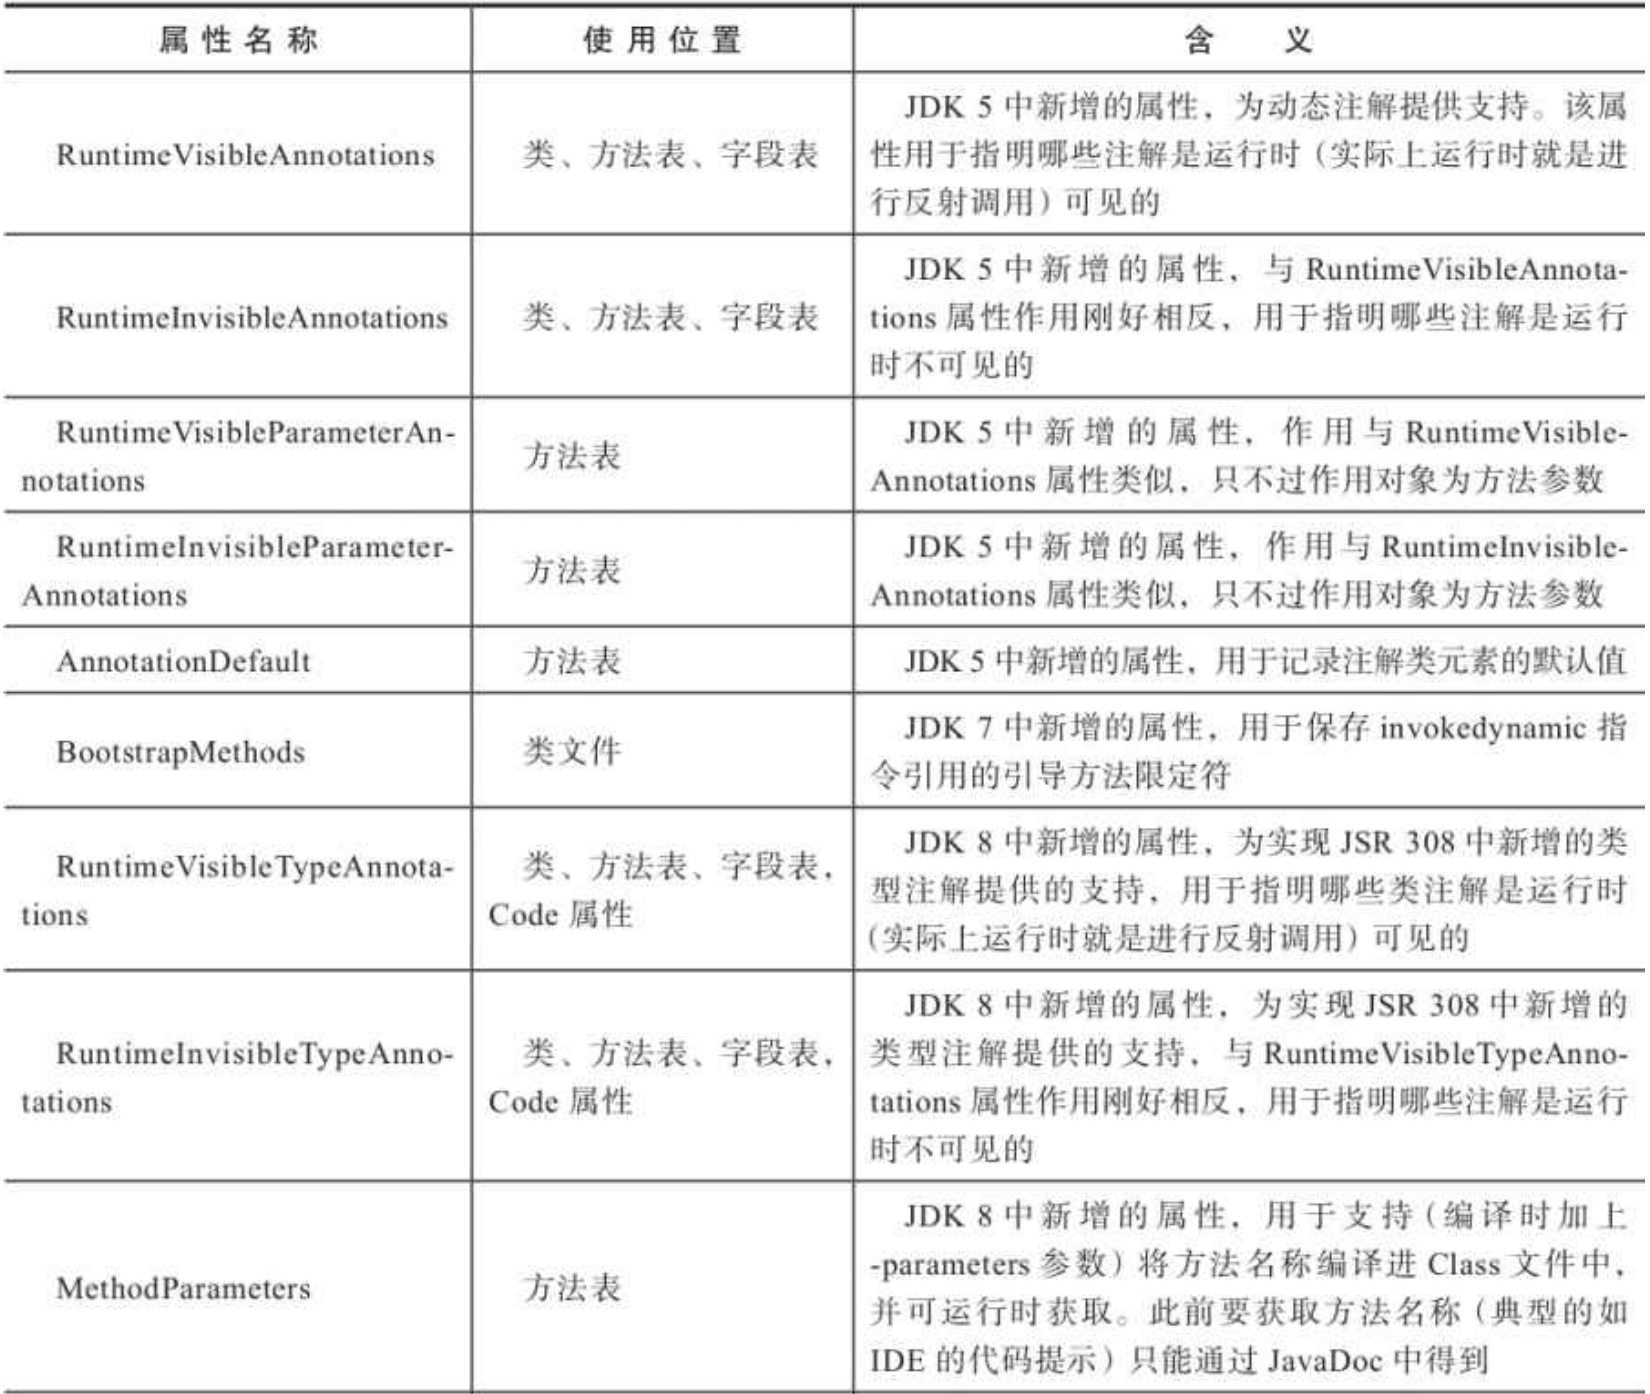 属性名称 使用位置 含 义
RuntimeVisibleAnnotations
类、方法表、字段表
JDK 5 中新增的属性，为动态注解提供支持。该属
性用于指明哪些注解是运行时（实际上运行时就是进
行反射调用）可见的
RuntimeInvisibleAnnotations
类、方法表、字段表
JDK 5 中新增的属性，与 RuntimeVisibleAnnota-
tions 属性作用刚好相反，用于指明哪些注解是运行
时不可见的
RuntimeVisibleParameterAn-
notations
方法表
JDK 5 中新增的属性，作用与 RuntimeVisible-
Annotations 属性类似，只不过作用对象为方法参数
RuntimeInvisibleParameter-
Annotations
方法表
JDK 5 中新增的属性，作用与 RuntimeInvisible-
Annotations 属性类似，只不过作用对象为方法参数
AnnotationDefault
方法表
JDK 5 中新增的属性，用于记录注解类元素的默认值
BootstrapMethods
类文件
JDK 7 中新增的属性，用于保存 invokedynamic 指
令引用的引导方法限定符
RuntimeVisibleTypeAnnota-
tions
类、方法表、字段表，
Code 属性
JDK 8 中新增的属性，为实现 JSR 308 中新增的类
型注解提供的支持，用于指明哪些类注解是运行时
（实际上运行时就是进行反射调用）可见的
RuntimeInvisibleTypeAnno-
tations
类、方法表、字段表，
Code 属性
JDK 8 中新增的属性，为实现 JSR 308 中新增的
类型注解提供的支持，与 RuntimeVisibleTypeAnno-
tations 属性作用刚好相反，用于指明哪些注解是运行
时不可见的
MethodParameters
方法表
JDK 8 中新增的属性，用于支持（编译时加上
-parameters 参数）将方法名称编译进 Class 文件中，
并可运行时获取。此前要获取方法名称（典型的如
IDE 的代码提示）只能通过 JavaDoc 中得到